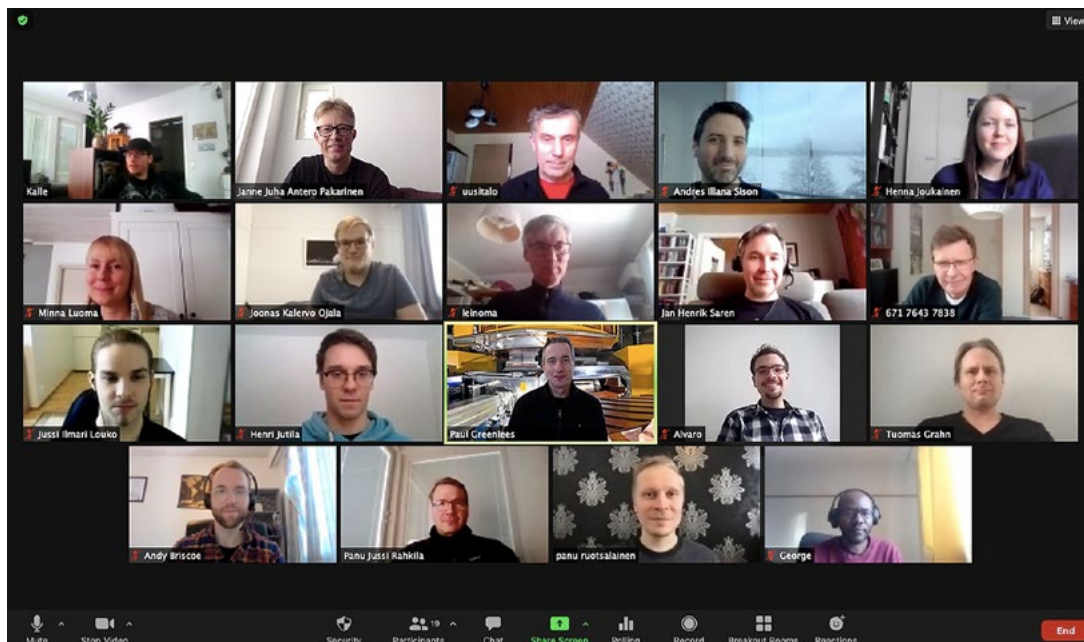 View
Kalle
Janne Juha Antero Pakarinen
uusitalo
Andres Illana Sison
Henna Joukainen
Minna Luoma
Joonas Kalervo Ojala
leinoma
Jan Henrik Saren
671 7643 7838
Jussi Ilmari Louko
Henri Jutila
Paul Greenlees
Alvaro
Tuomas Grahn
Andy Briscoe
Panu Jussi Rahkila
panu ruotsalainen
George
19
Mute
Stop Video
Security
Participants
Chat
Share Screen
Polling
Record
Breakout Rooms
Reactions
End